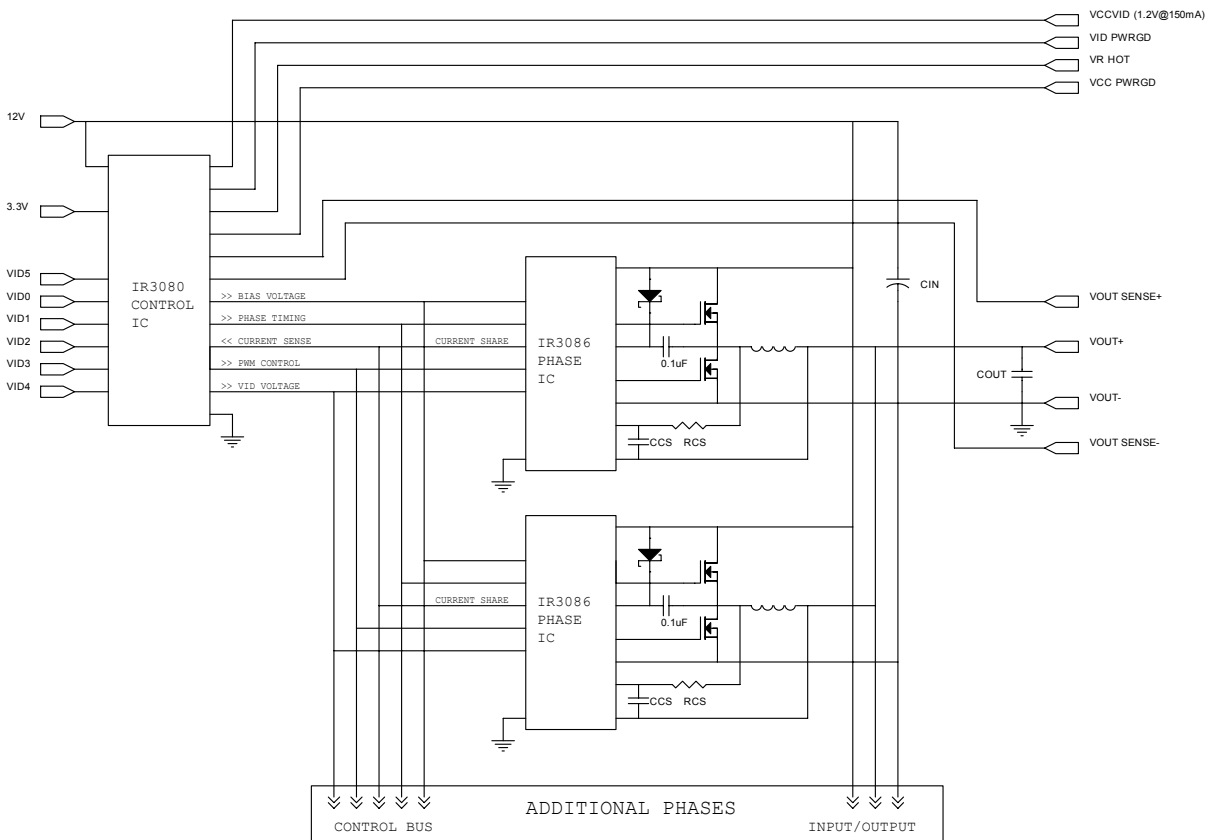 VCCVID (1.2V@150mA)
VID PWRGD
VR HOT
VCC PWRGD
12V
3.3V
VID5
VID0
VID1
VID2
VID3
VID4
IR3080
CONTROL
IC
>> BIAS VOLTAGE
>> PHASE TIMING
<< CURRENT SENSE
>> PWM CONTROL
>> VID VOLTAGE
CURRENT SHARE
IR3086
PHASE
IC
0.1uF
CCS RCS
CIN
COUT
VOUT SENSE+
VOUT+
VOUT-
VOUT SENSE-
CURRENT SHARE
IR3086
PHASE
IC
0.1uF
CCS RCS
ADDITIONAL PHASES
CONTROL BUS
INPUT/OUTPUT